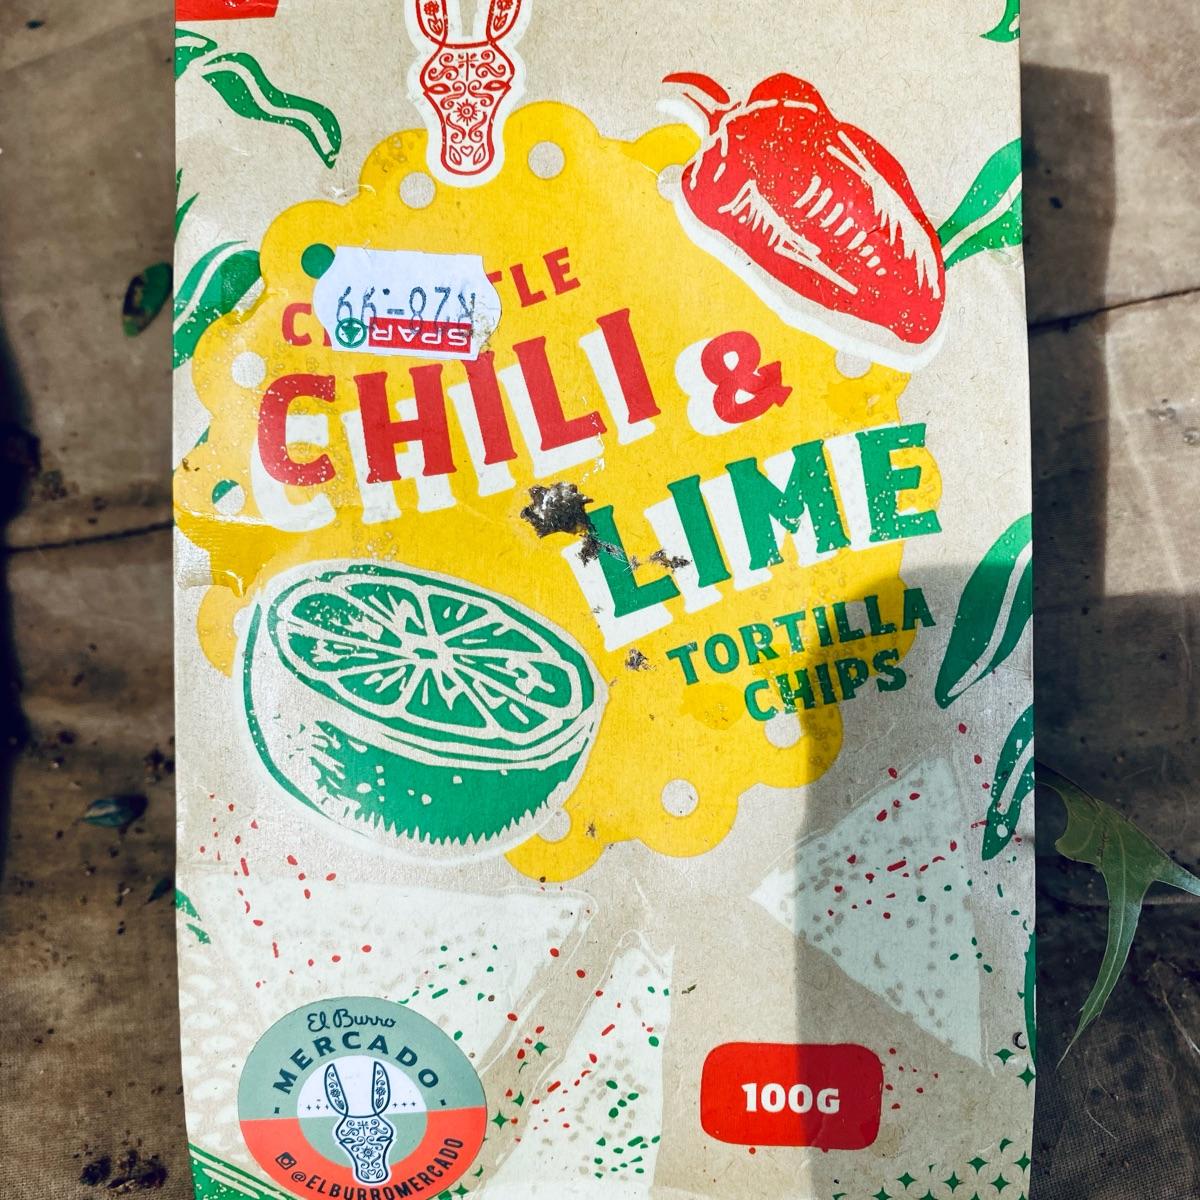 R28-.99
SPAR
CHILI &
LIME
TORTILLA
CHIPS
El Burro
MERCADO
@ELBURROMERCADO
100G